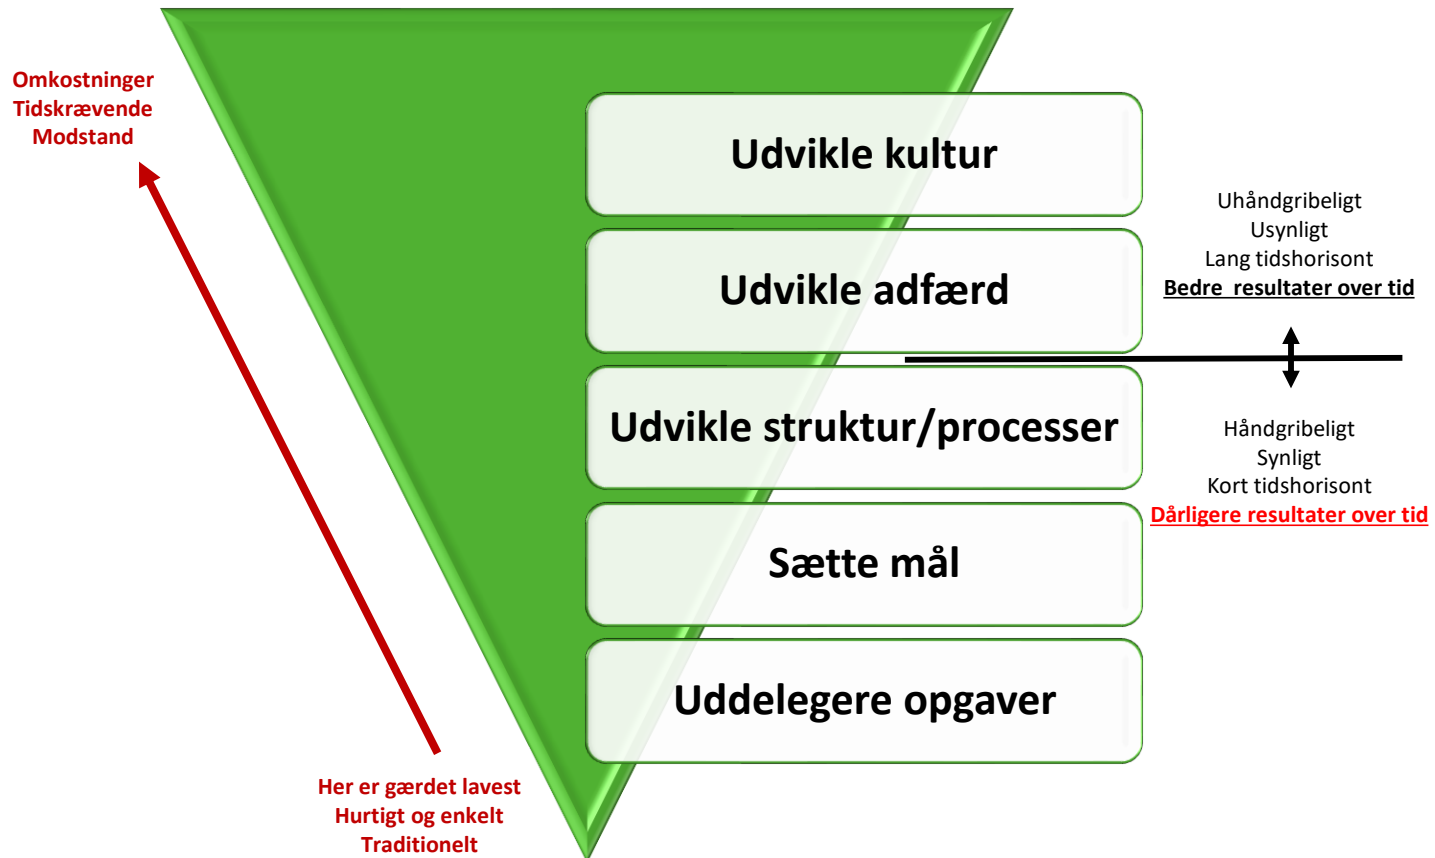 Omkostninger
Tidskrævende
Modstand
Udvikle kultur
Udvikle adfærd
Udvikle struktur/processer
Sætte mål
Uddelegere opgaver
Uhåndgribeligt
Usynligt
Lang tidshorisont
Bedre resultater over tid
Håndgribeligt
Synligt
Kort tidshorisont
Dårligere resultater over tid
Her er gærdet lavest
Hurtigt og enkelt
Traditionelt